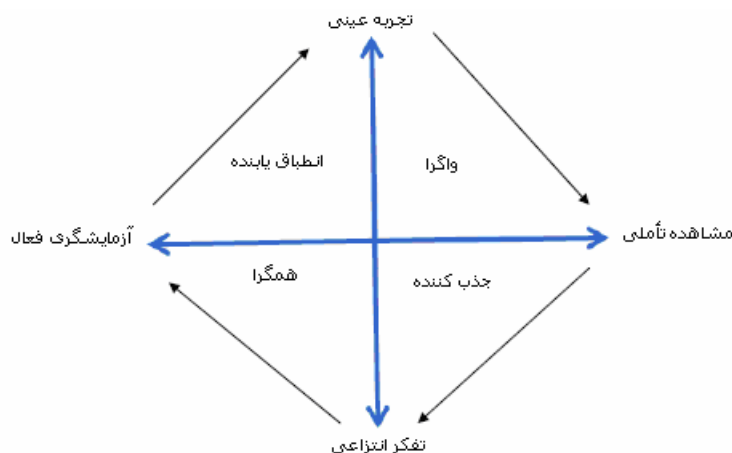 تجربه عینی
انطباق یابنده
واگرا
آزمایشگری فعال
مشاهده تأملی
همگرا
جذب کننده
تفکر انتزاعی